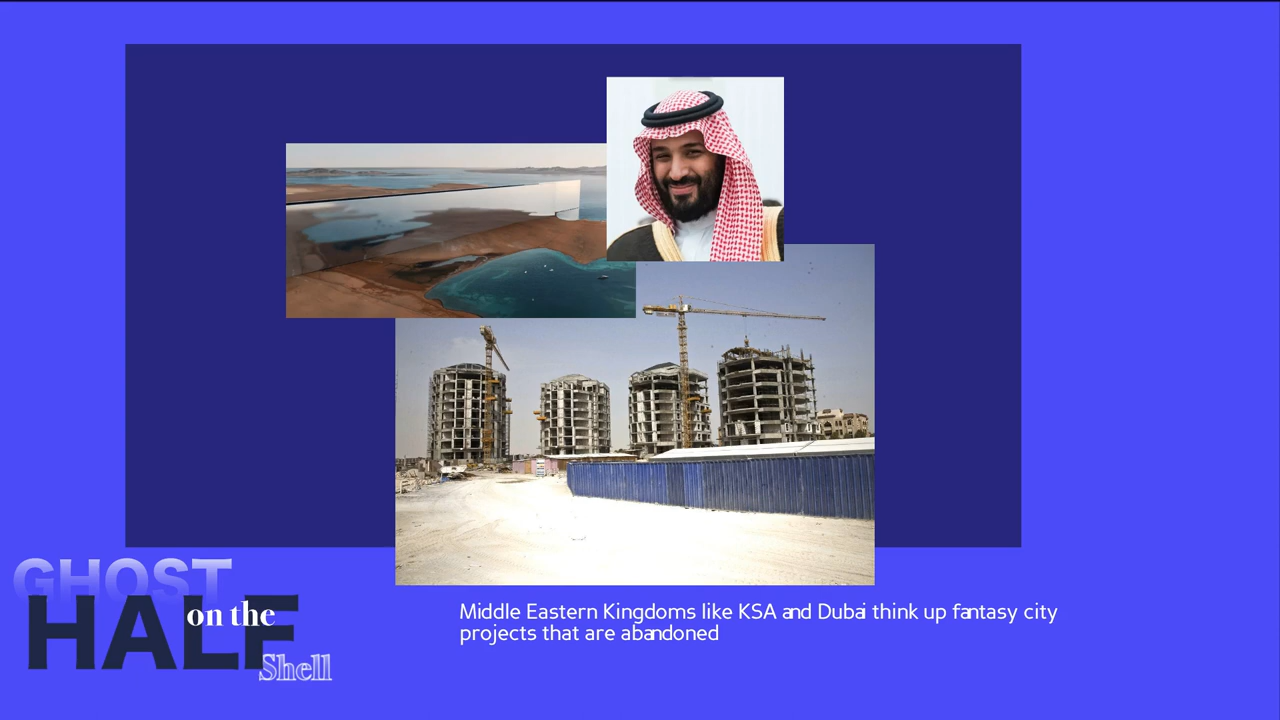 GHOST
HALF
on the
Shell
Middle Eastern Kingdoms like KSA and Dubai think up fantasy city
projects that are abandoned